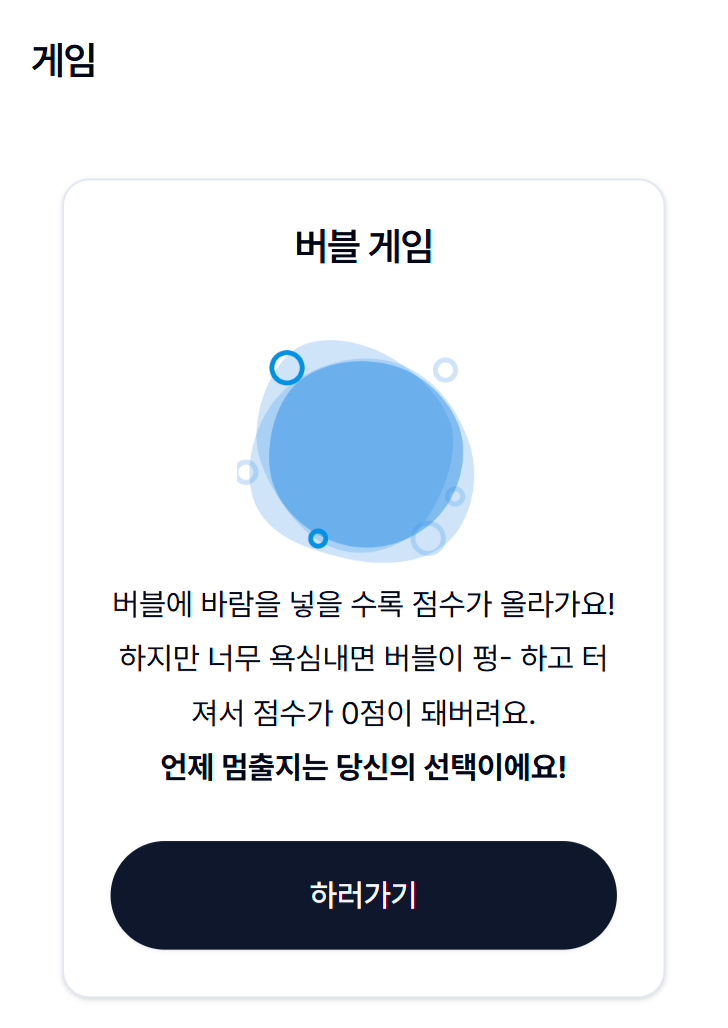 게임
버블 게임
버블에 바람을 넣을 수록 점수가 올라가요!
하지만 너무 욕심내면 버블이 펑- 하고 터
져서 점수가 0점이 돼버려요.
언제 멈출지는 당신의 선택이에요!
하러가기